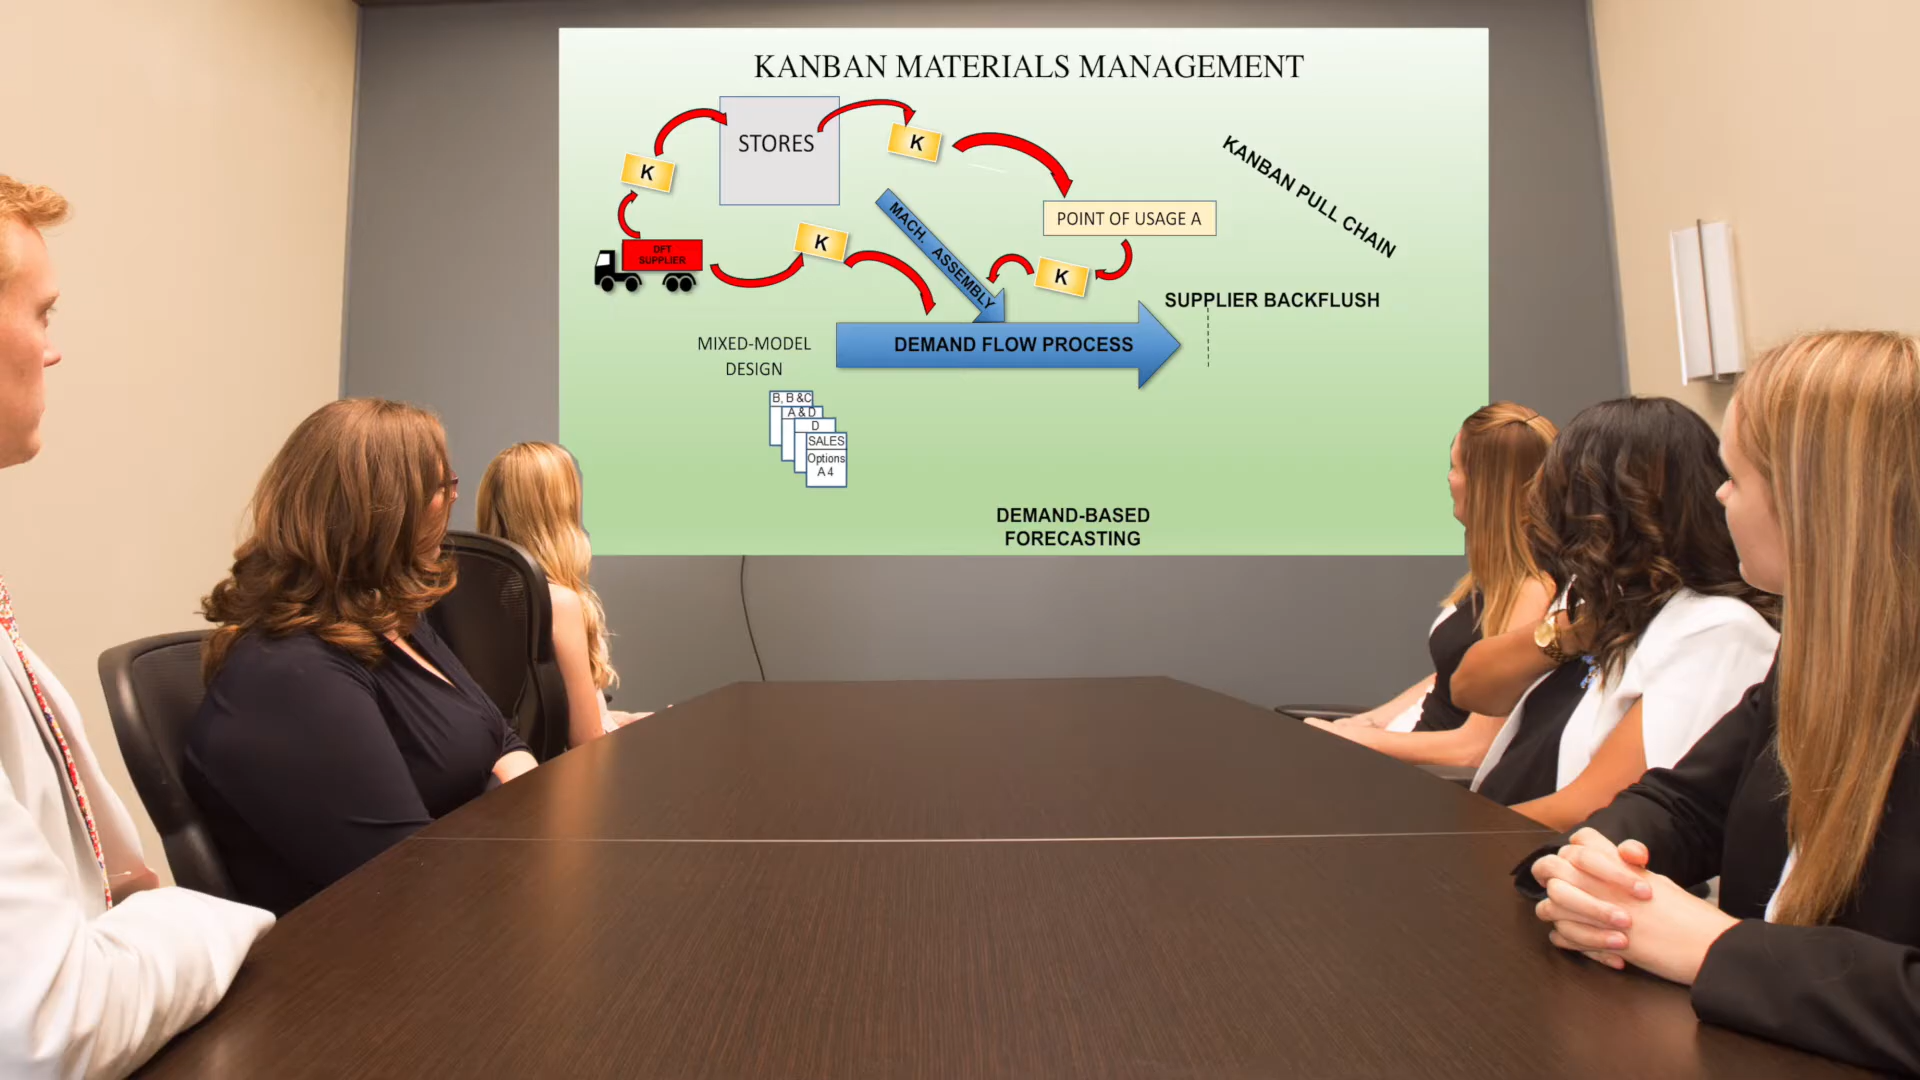 KANBAN MATERIALS MANAGEMENT
STORES
K
K
K
DFT
SUPPLIER
K
MACH. ASSEMBLY
POINT OF USAGE A
K
KANBAN PULL CHAIN
SUPPLIER BACKFLUSH
DEMAND FLOW PROCESS
MIXED-MODEL
DESIGN
B, B &C
A & D
D
SALES
Options
A 4
DEMAND-BASED
FORECASTING